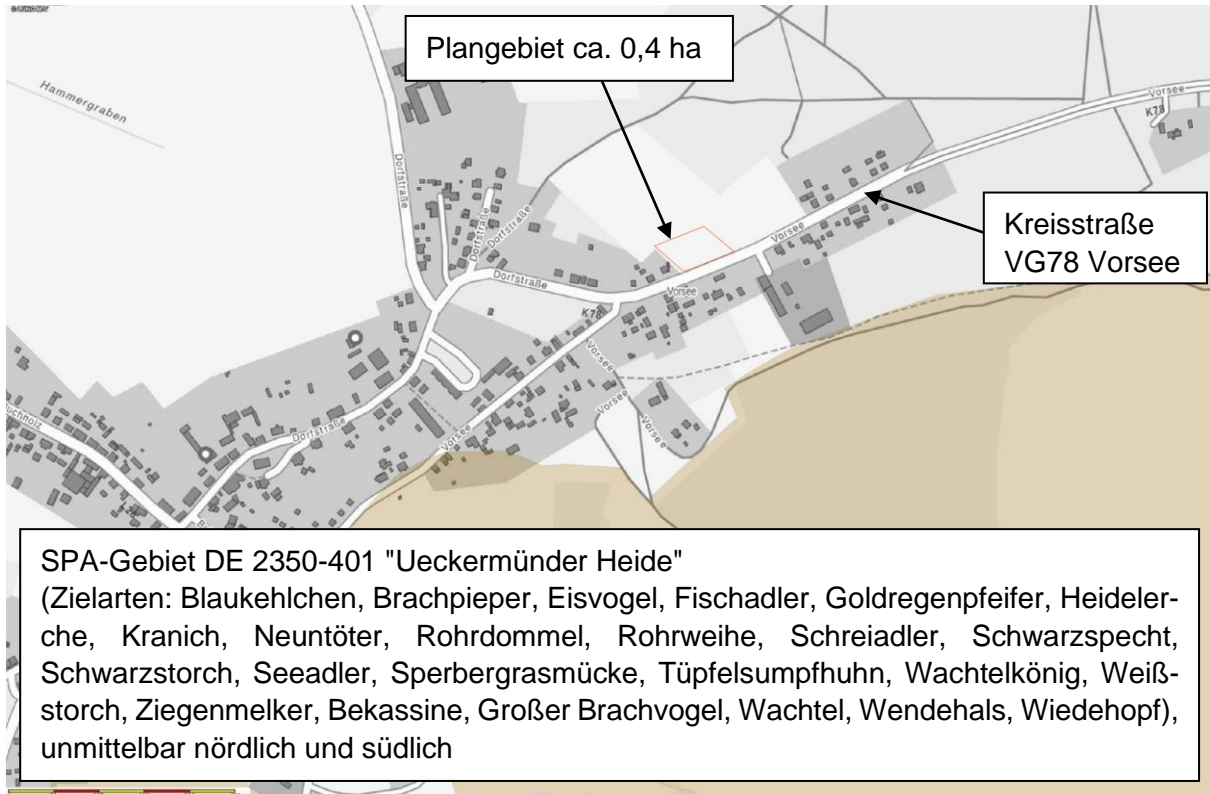 Plangebiet ca. 0,4 ha
Hammergraben
Vorsee
K78
Dorfstraße
Dorfstraße
Dorfstraße
Vorsee
Kreisstraße
VG78 Vorsee
Dorfstraße
Vorsee
K78
Vorsee
Vorsee
Vorsee
Dorfstraße
Vorsee
SPA-Gebiet DE 2350-401 "Ueckermünder Heide"
(Zielarten: Blaukehlchen, Brachpieper, Eisvogel, Fischadler, Goldregenpfeifer, Heideler-
che, Kranich, Neuntöter, Rohrdommel, Rohrweihe, Schreiadler, Schwarzspecht,
Schwarzstorch, Seeadler, Sperbergrasmücke, Tüpfelsumpfhuhn, Wachtelkönig, Weiß-
storch, Ziegenmelker, Bekassine, Großer Brachvogel, Wachtel, Wendehals, Wiedehopf),
unmittelbar nördlich und südlich